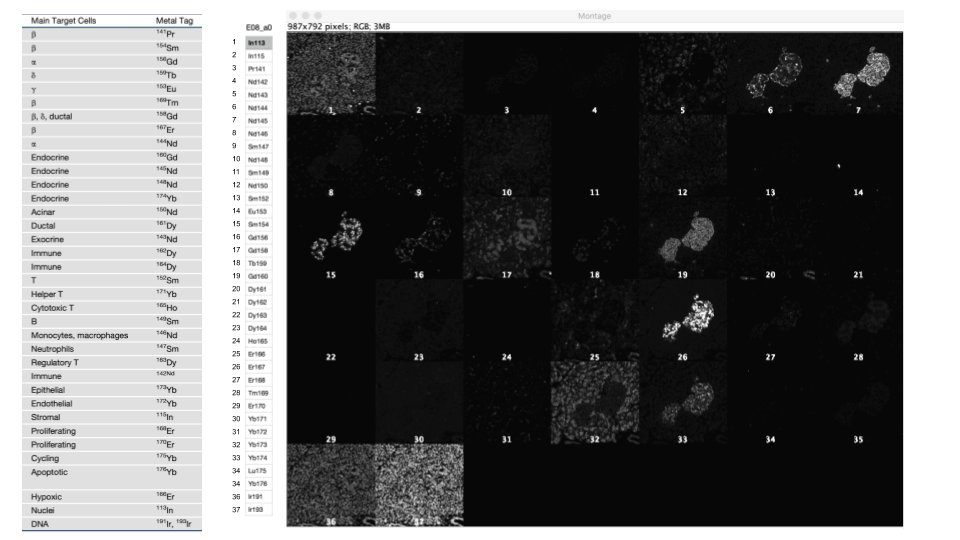 Main Target Cells Metal Tag
β 141Pr
β 154Sm
α 156Gd
δ 159Tb
γ 153Eu
β 169Tm
β, δ, ductal 158Gd
β 167Er
α 144Nd
Endocrine 160Gd
Endocrine 145Nd
Endocrine 148Nd
Endocrine 174Yb
Acinar 150Nd
Ductal 161Dy
Exocrine 143Nd
Immune 162Dy
Immune 164Dy
T 152Sm
Helper T 171Yb
Cytotoxic T 165Ho
B 149Sm
Monocytes, macrophages 146Nd
Neutrophils 147Sm
Regulatory T 163Dy
Immune 142Nd
Epithelial 173Yb
Endothelial 172Yb
Stromal 115In
Proliferating 168Er
Proliferating 170Er
Cycling 175Yb
Apoptotic 176Yb
Hypoxic 166Er
Nuclei 113In
DNA 191Ir, 193Ir
E08_a0
1 In113
2 In115
3 Pr141
4 Nd142
5 Nd143
6 Nd144
7 Nd145
8 Nd146
9 Sm147
10 Nd148
11 Sm149
12 Nd150
13 Sm152
14 Eu153
15 Sm154
16 Gd156
17 Gd158
18 Tb159
19 Gd160
20 Dy161
21 Dy162
22 Dy163
23 Dy164
24 Ho165
25 Er166
26 Er167
27 Er168
28 Tm169
29 Er170
30 Yb171
31 Yb172
32 Yb173
33 Yb174
34 Lu175
34 Yb176
36 Ir191
37 Ir193
Montage
987x792 pixels; RGB; 3MB
1 2 3 4 5 6 7
8 9 10 11 12 13 14
15 16 17 18 19 20 21
22 23 24 25 26 27 28
29 30 31 32 33 34 35
36 37